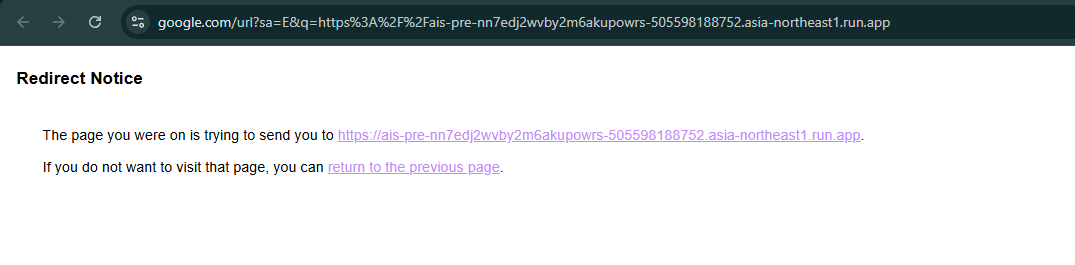 google.com/url?sa=E&q=https%3A%2F%2Fais-pre-nn7edj2wvby2m6akupowrs-505598188752.asia-northeast1.run.app
Redirect Notice
The page you were on is trying to send you to https://ais-pre-nn7edj2wvby2m6akupowrs-505598188752.asia-northeast1.run.app.
If you do not want to visit that page, you can return to the previous page.